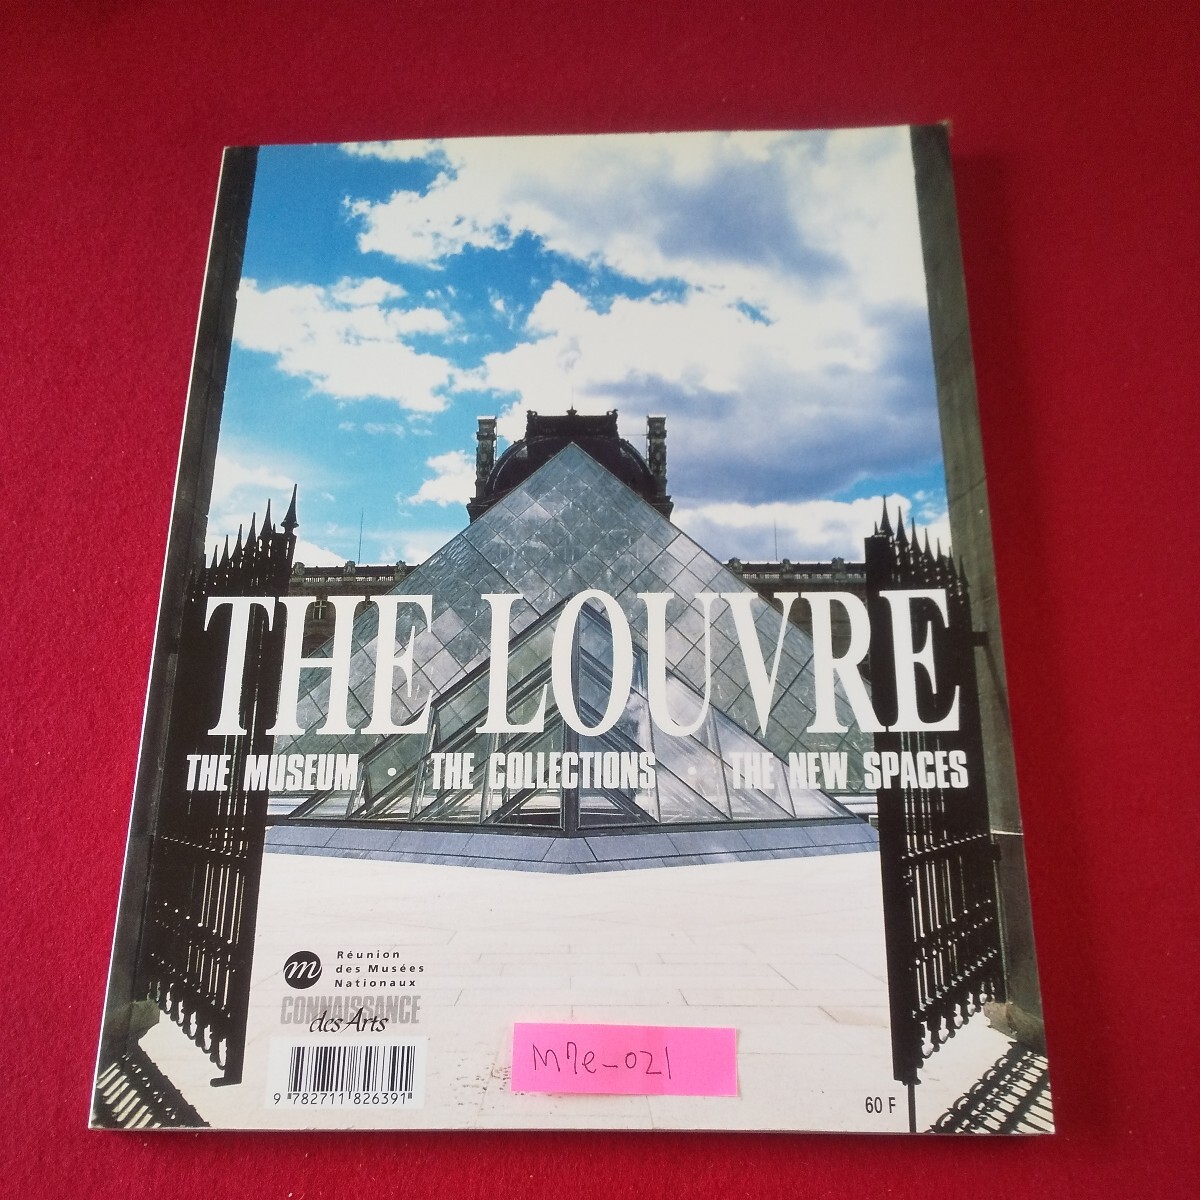 THE LOUVRE
THE MUSEUM · THE COLLECTIONS · THE NEW SPACES
m
Réunion
des Musées
Nationaux
CONNAISSANCE
des Arts
9 782711 826391
M7e-021
60 F